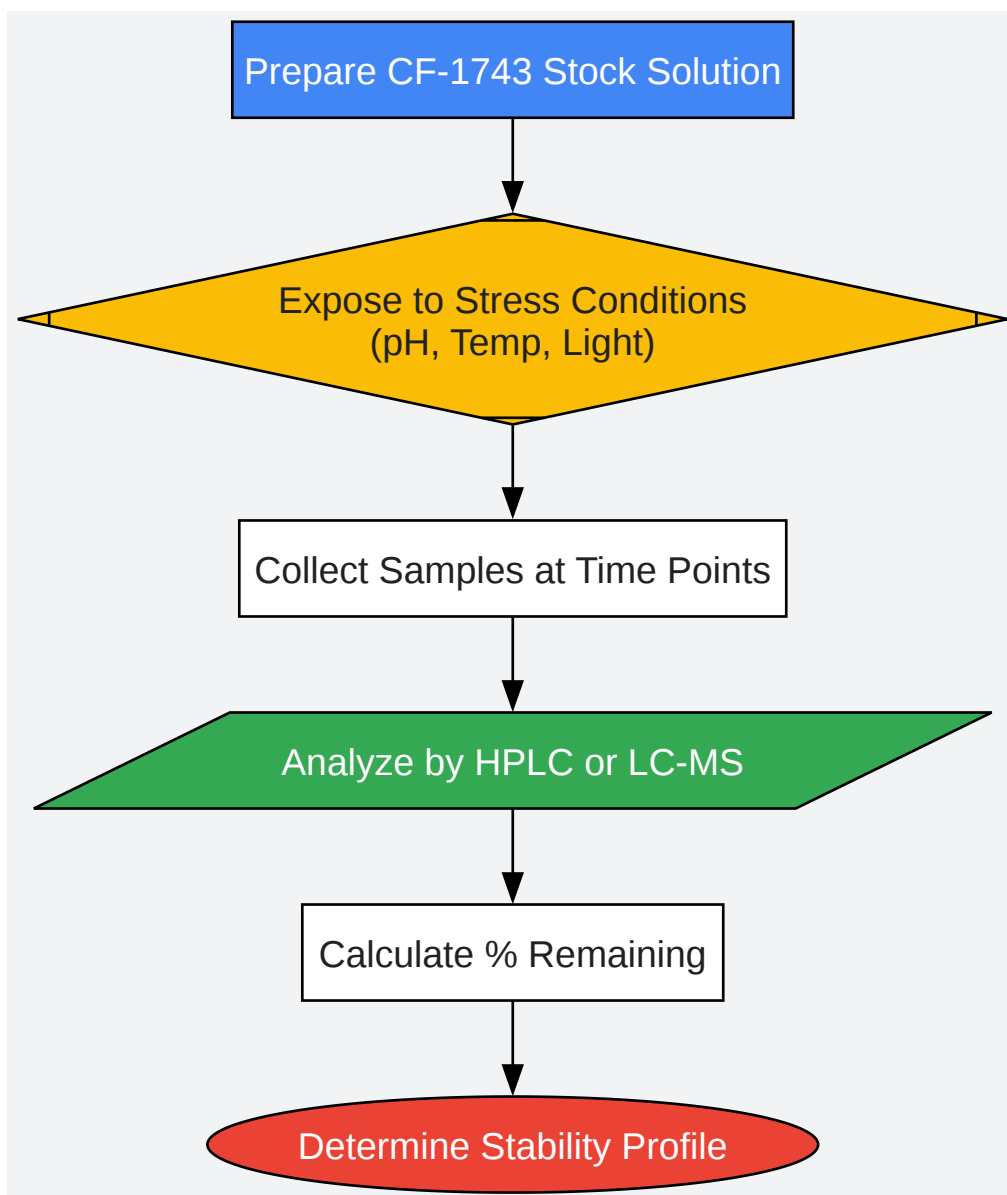 Prepare CF-1743 Stock Solution
Expose to Stress Conditions
(pH, Temp, Light)
Collect Samples at Time Points
Analyze by HPLC or LC-MS
Calculate % Remaining
Determine Stability Profile